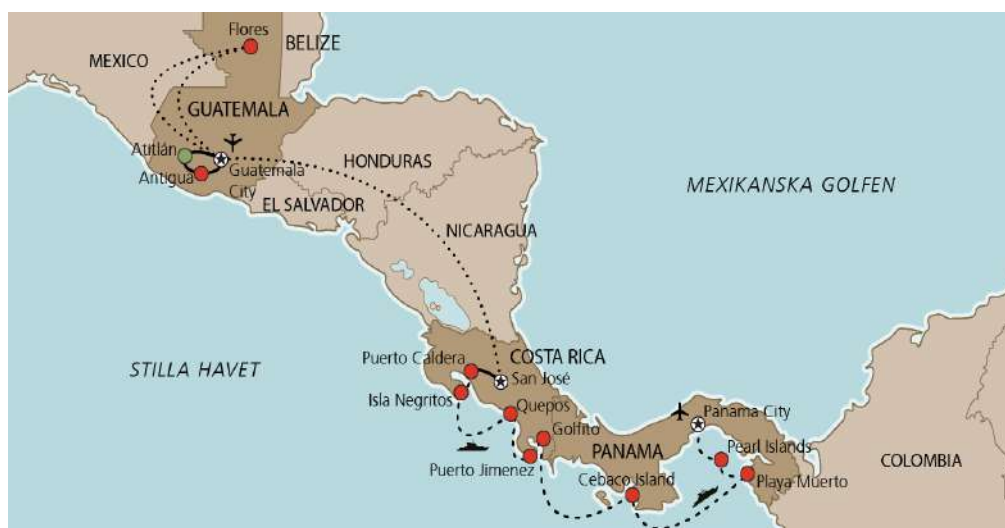 Flores
BELIZE
MEXICO
GUATEMALA
Atitlán
Guatemala
City
Antigua
HONDURAS
EL SALVADOR
MEXIKANSKA GOLFEN
NICARAGUA
STILLA HAVET
Puerto Caldera
COSTA RICA
San José
Isla Negritos
Quepos
Golfito
Panama City
PANAMA
Pearl Islands
COLOMBIA
Puerto Jimenez
Cebaco Island
Playa Muerto